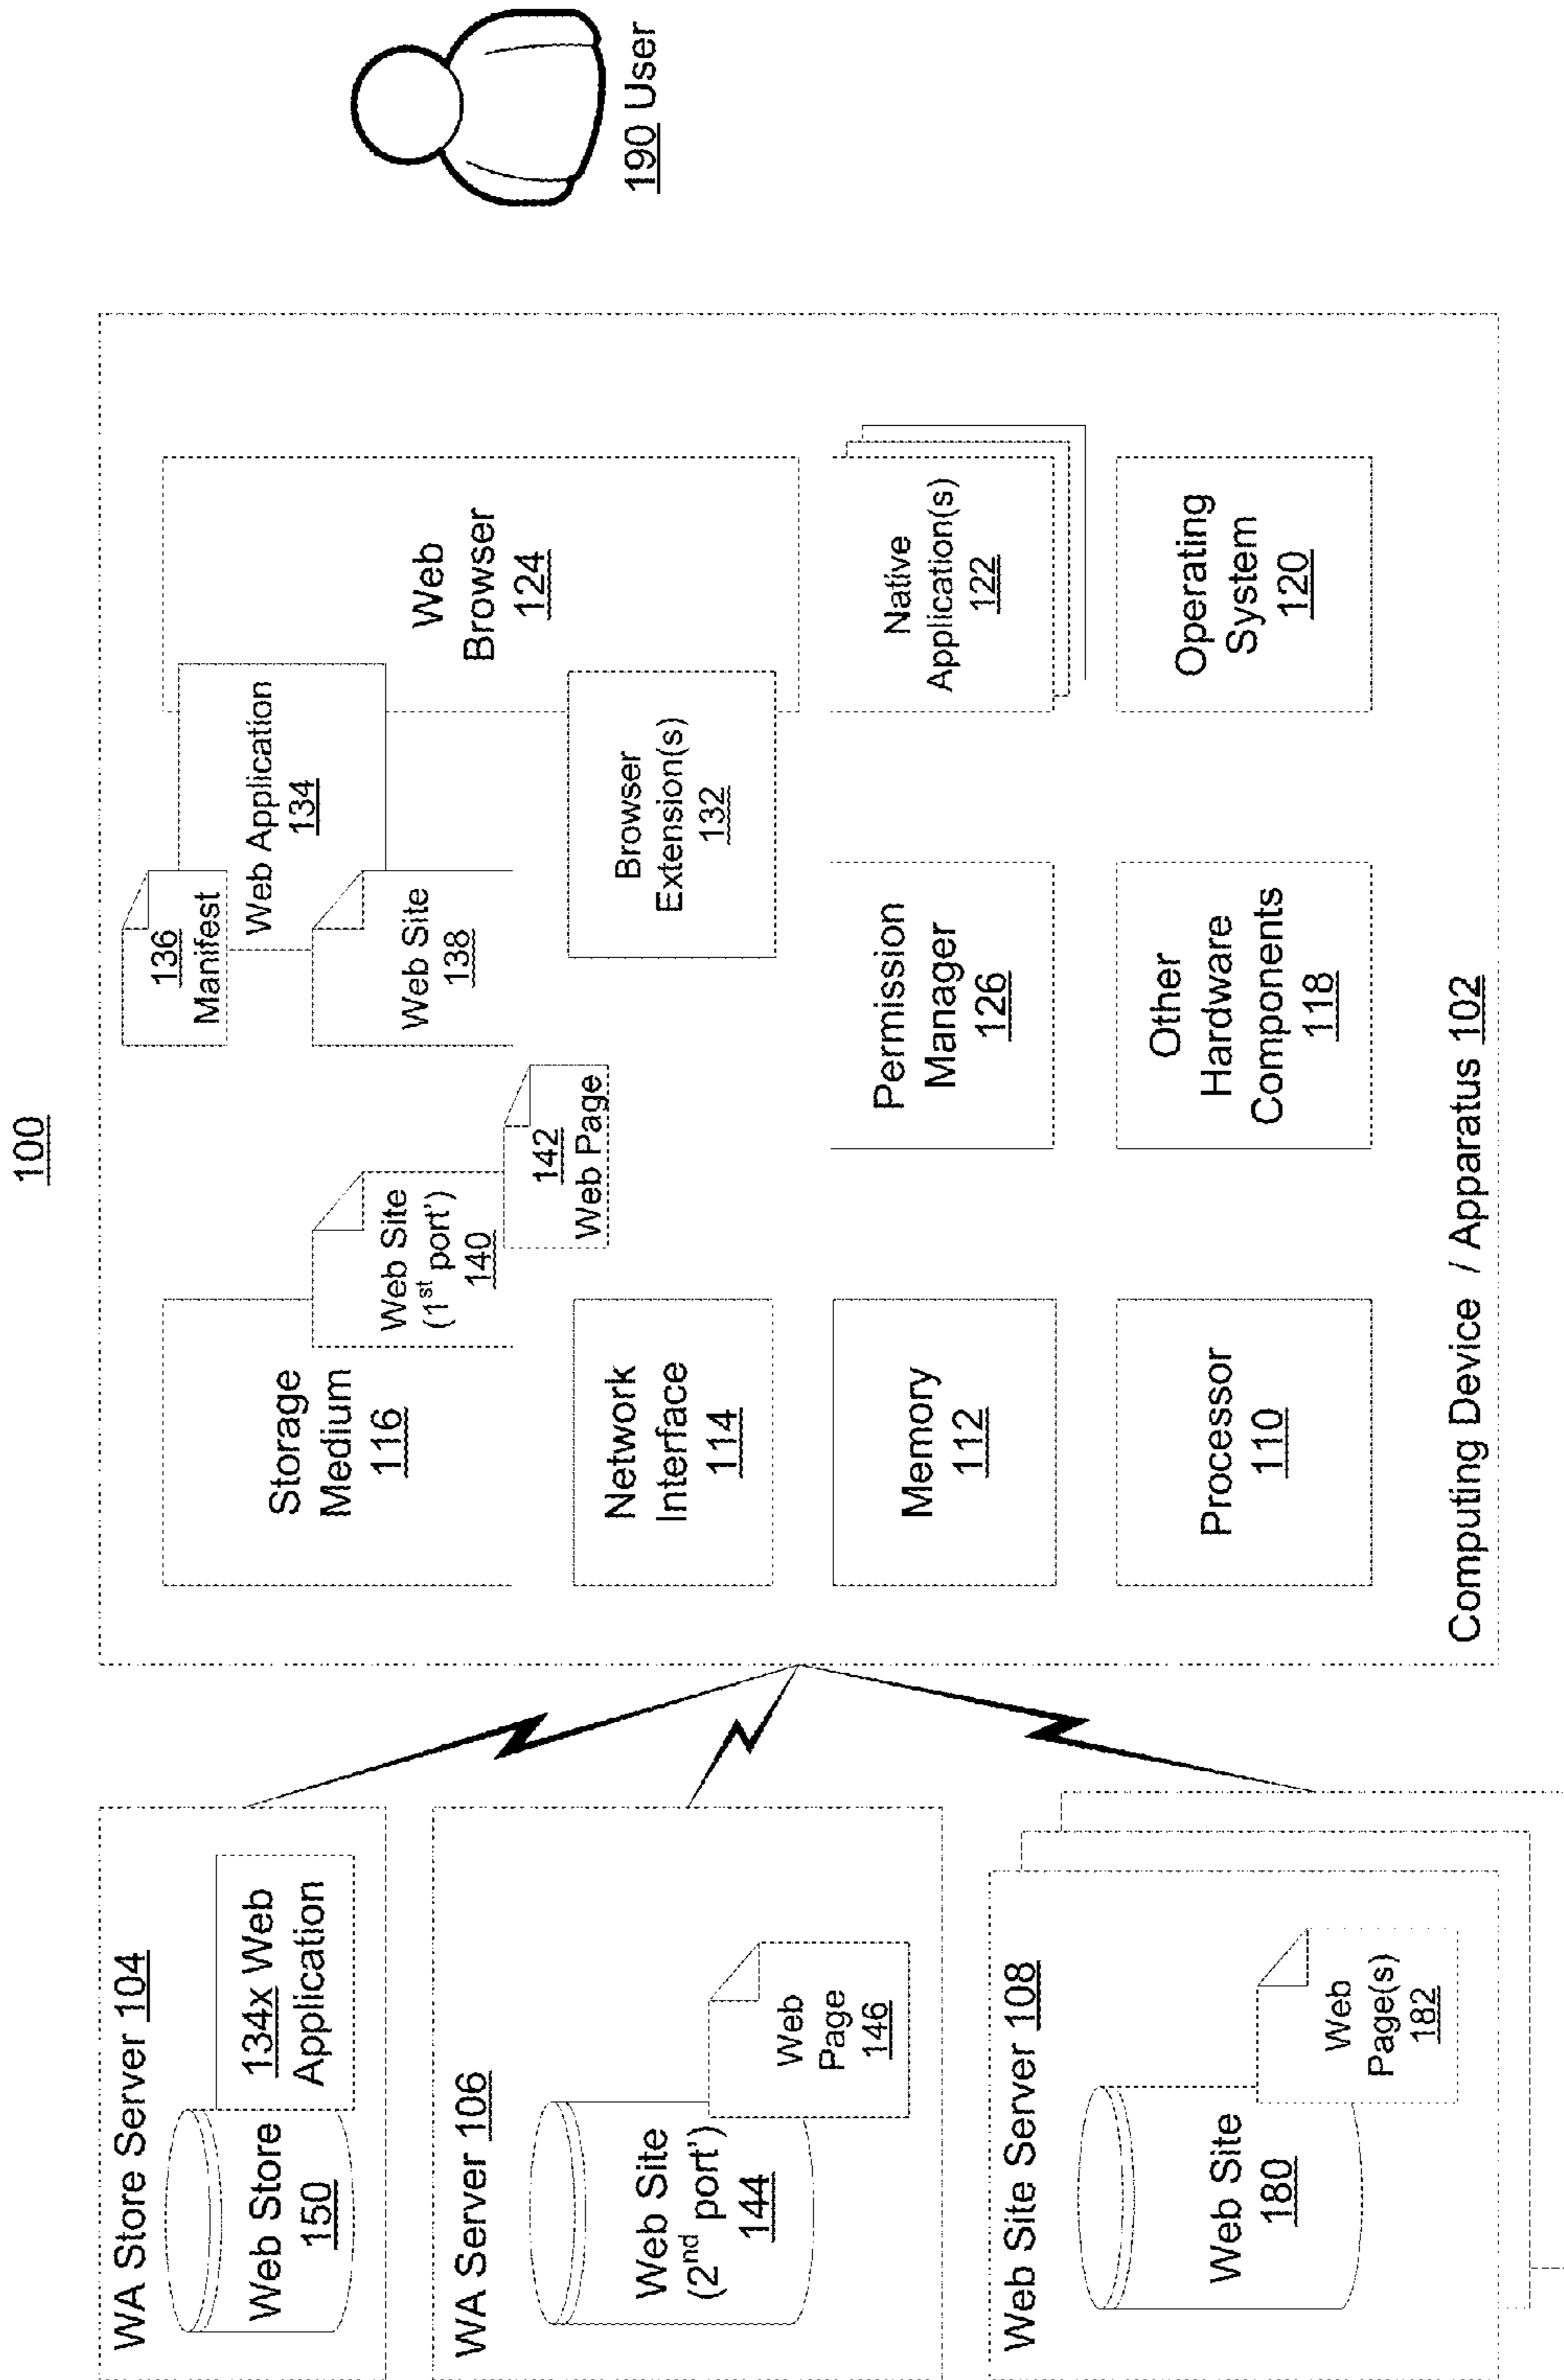 100
WA Store Server 104
Web Store
150
134x Web
Application
WA Server 106
Web Site
(2nd port')
144
Web
Page
146
Web Site Server 108
Web Site
180
Web
Page(s)
182
Storage
Medium
116
Web Site
(1st port')
140
142
Web Page
136
Manifest
Web Application
134
Web Site
138
Web
Browser
124
Browser
Extension(s)
132
Network
Interface
114
Memory
112
Permission
Manager
126
Native
Application(s)
122
Processor
110
Other
Hardware
Components
118
Operating
System
120
Computing Device / Apparatus 102
190 User